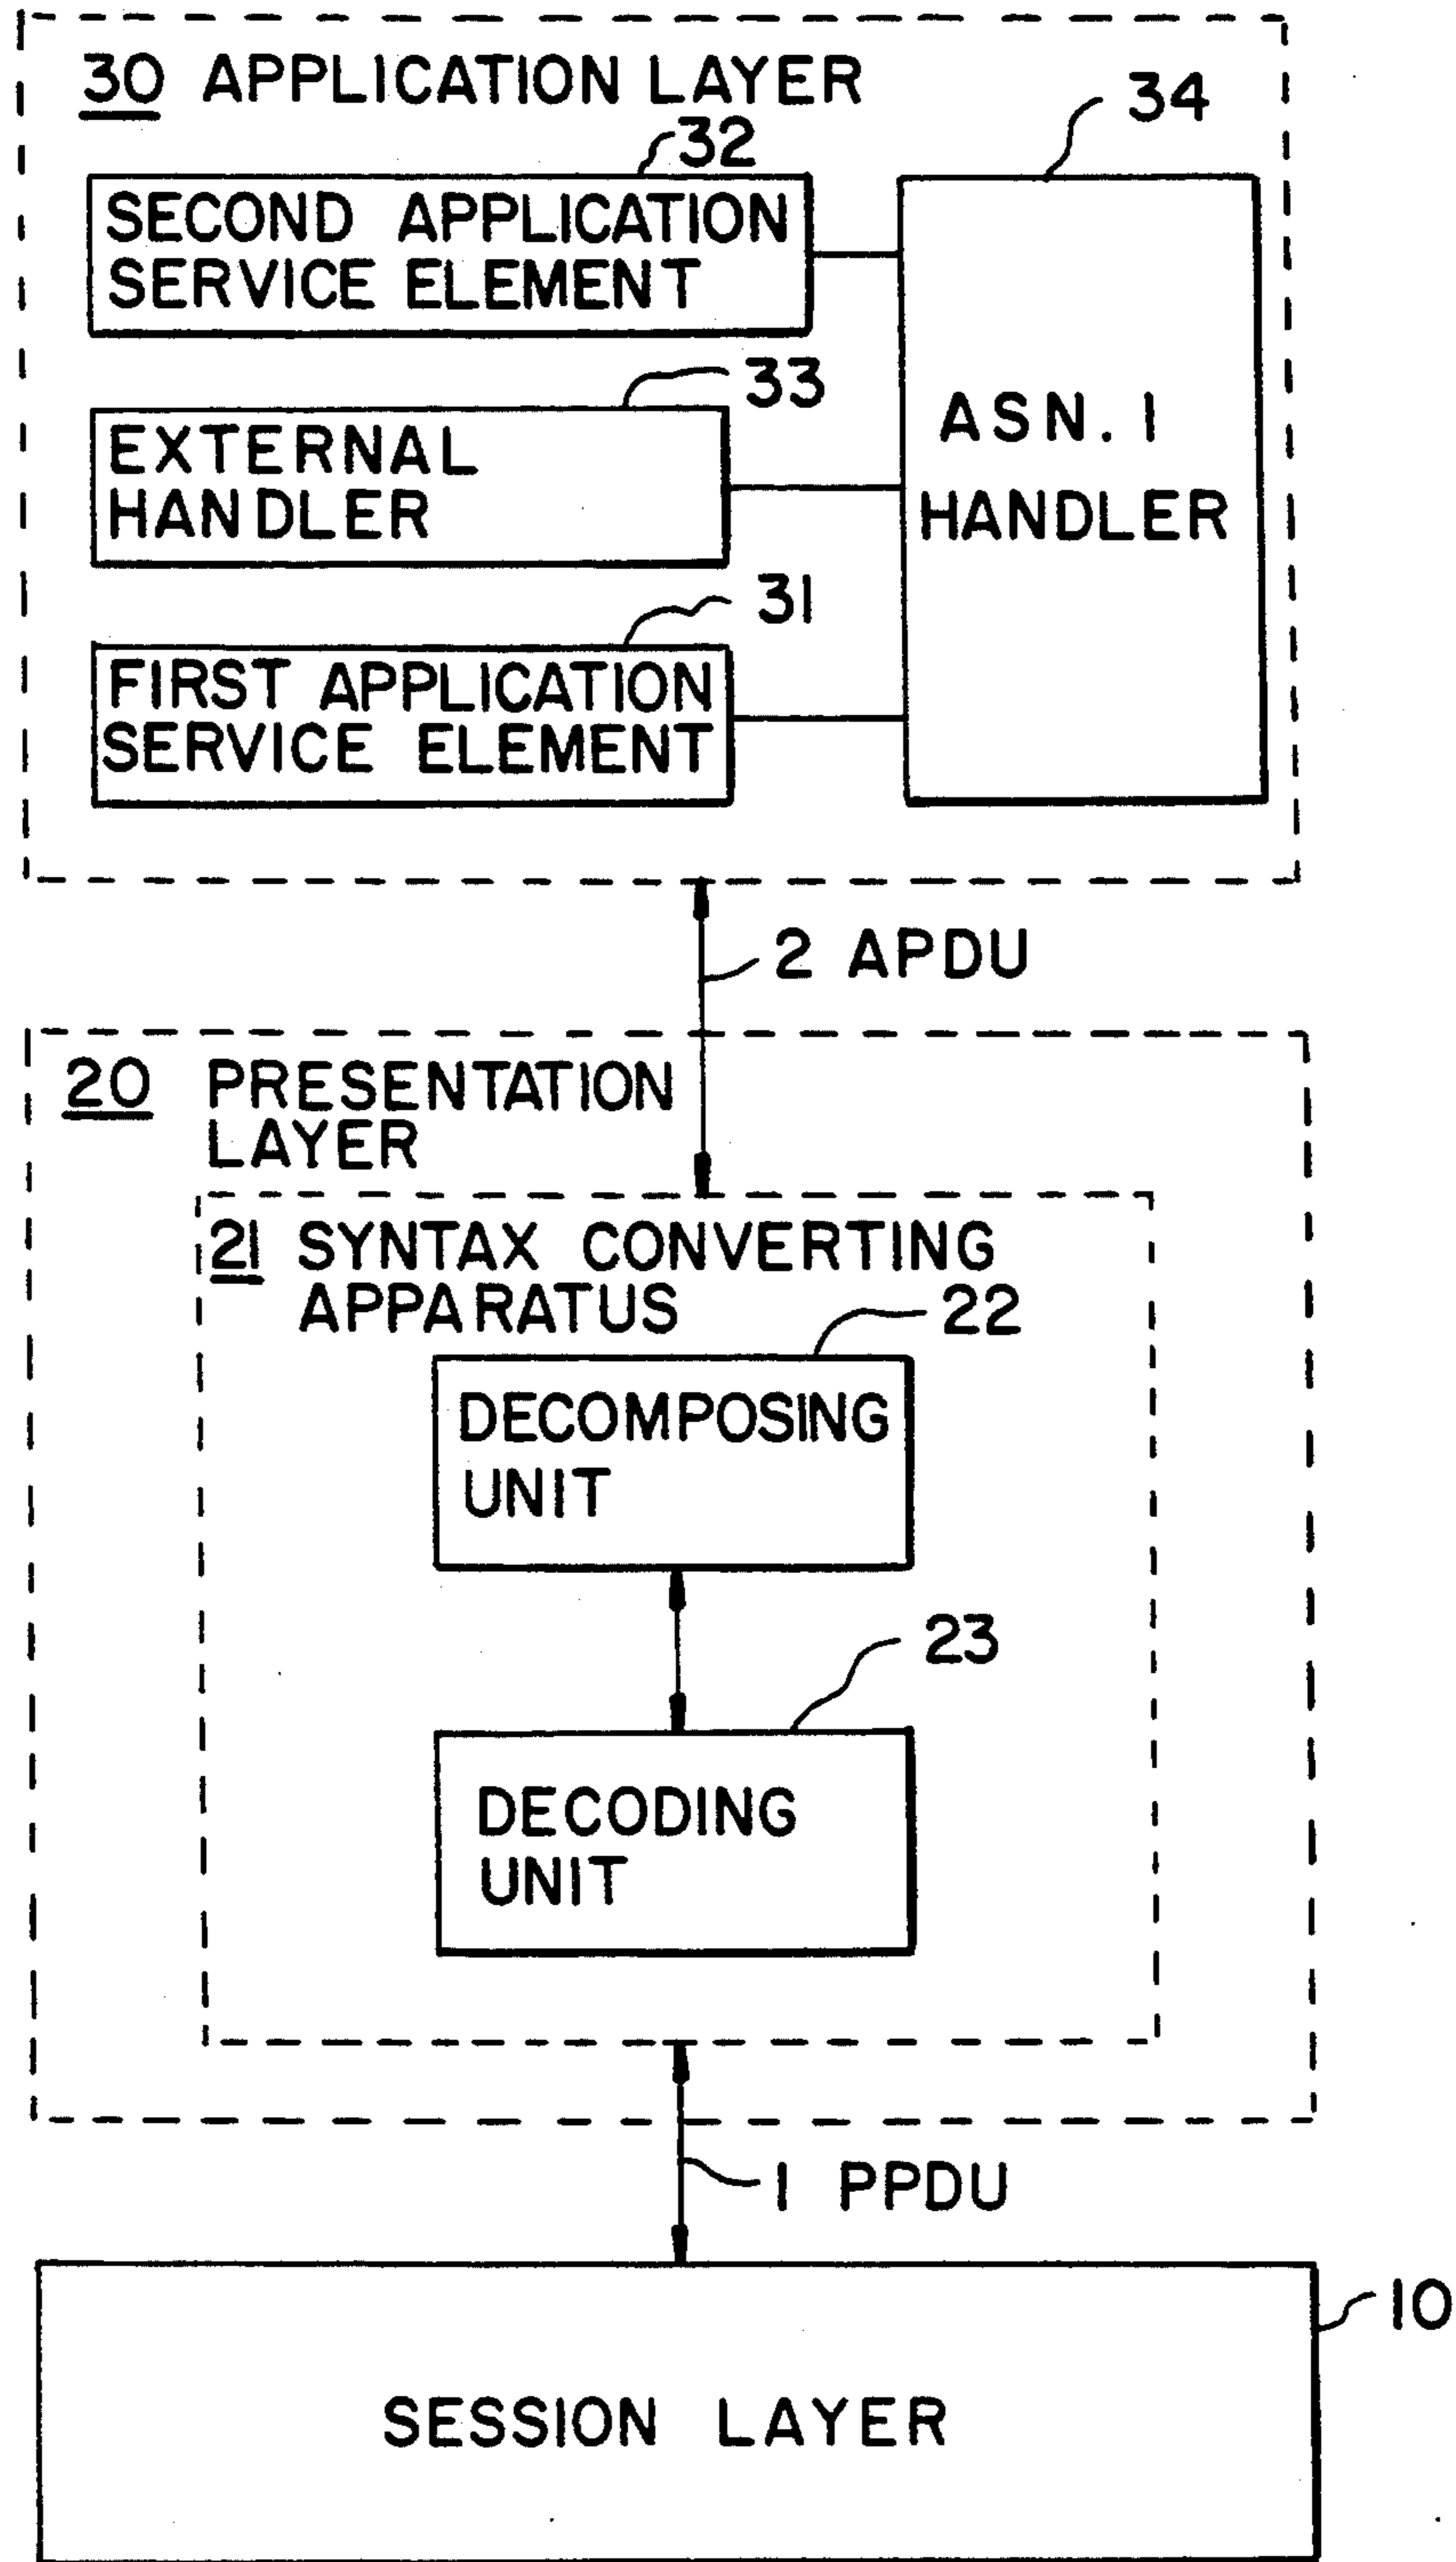 30 APPLICATION LAYER
34
32
SECOND APPLICATION
SERVICE ELEMENT
33
EXTERNAL
HANDLER
ASN. 1
HANDLER
31
FIRST APPLICATION
SERVICE ELEMENT
2 APDU
20 PRESENTATION
LAYER
21 SYNTAX CONVERTING
APPARATUS
22
DECOMPOSING
UNIT
23
DECODING
UNIT
1 PPDU
10
SESSION LAYER